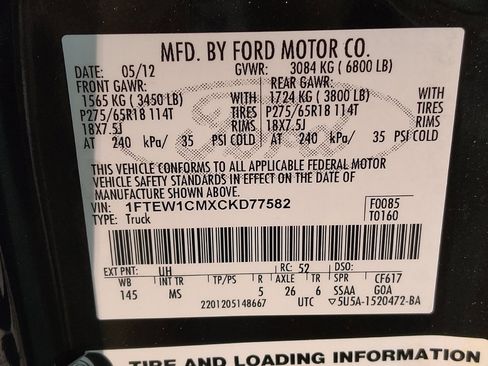 MFD. BY FORD MOTOR CO.
DATE: 05/12 GVWR: 3084 KG (6800 LB)
FRONT GAWR: REAR GAWR:
1565 KG (3450 LB) WITH 1724 KG (3800 LB) WITH
P275/65R18 114T TIRES P275/65R18 114T TIRES
18X7.5J RIMS 18X7.5J RIMS
AT 240 kPa/ 35 PSI COLD AT 240 kPa/ 35 PSI COLD
THIS VEHICLE CONFORMS TO ALL APPLICABLE FEDERAL MOTOR
VEHICLE SAFETY STANDARDS IN EFFECT ON THE DATE OF
MANUFACTURE SHOWN ABOVE.
VIN: 1FTEW1CMXCKD77582 F0085
TYPE: Truck T0160
EXT PNT: UH RC: 52 DSO:
WB INT TR TP/PS R AXLE TR SPR CF617
145 MS 5 26 6 SSAA G0A
2201205148667 UTC ▽5U5A-1520472-BA
TIRE AND LOADING INFORMATION